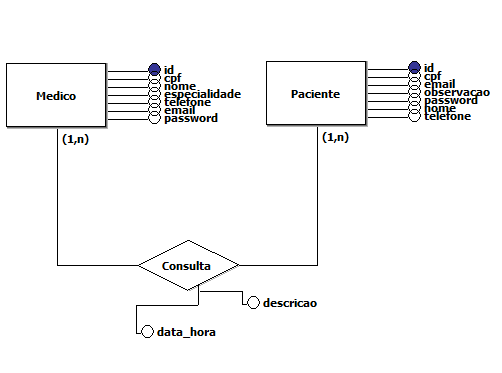 Medico
id
cpf
nome
especialidade
telefone
email
password
(1,n)
Paciente
id
cpf
email
observacao
password
nome
telefone
(1,n)
Consulta
descricao
data_hora